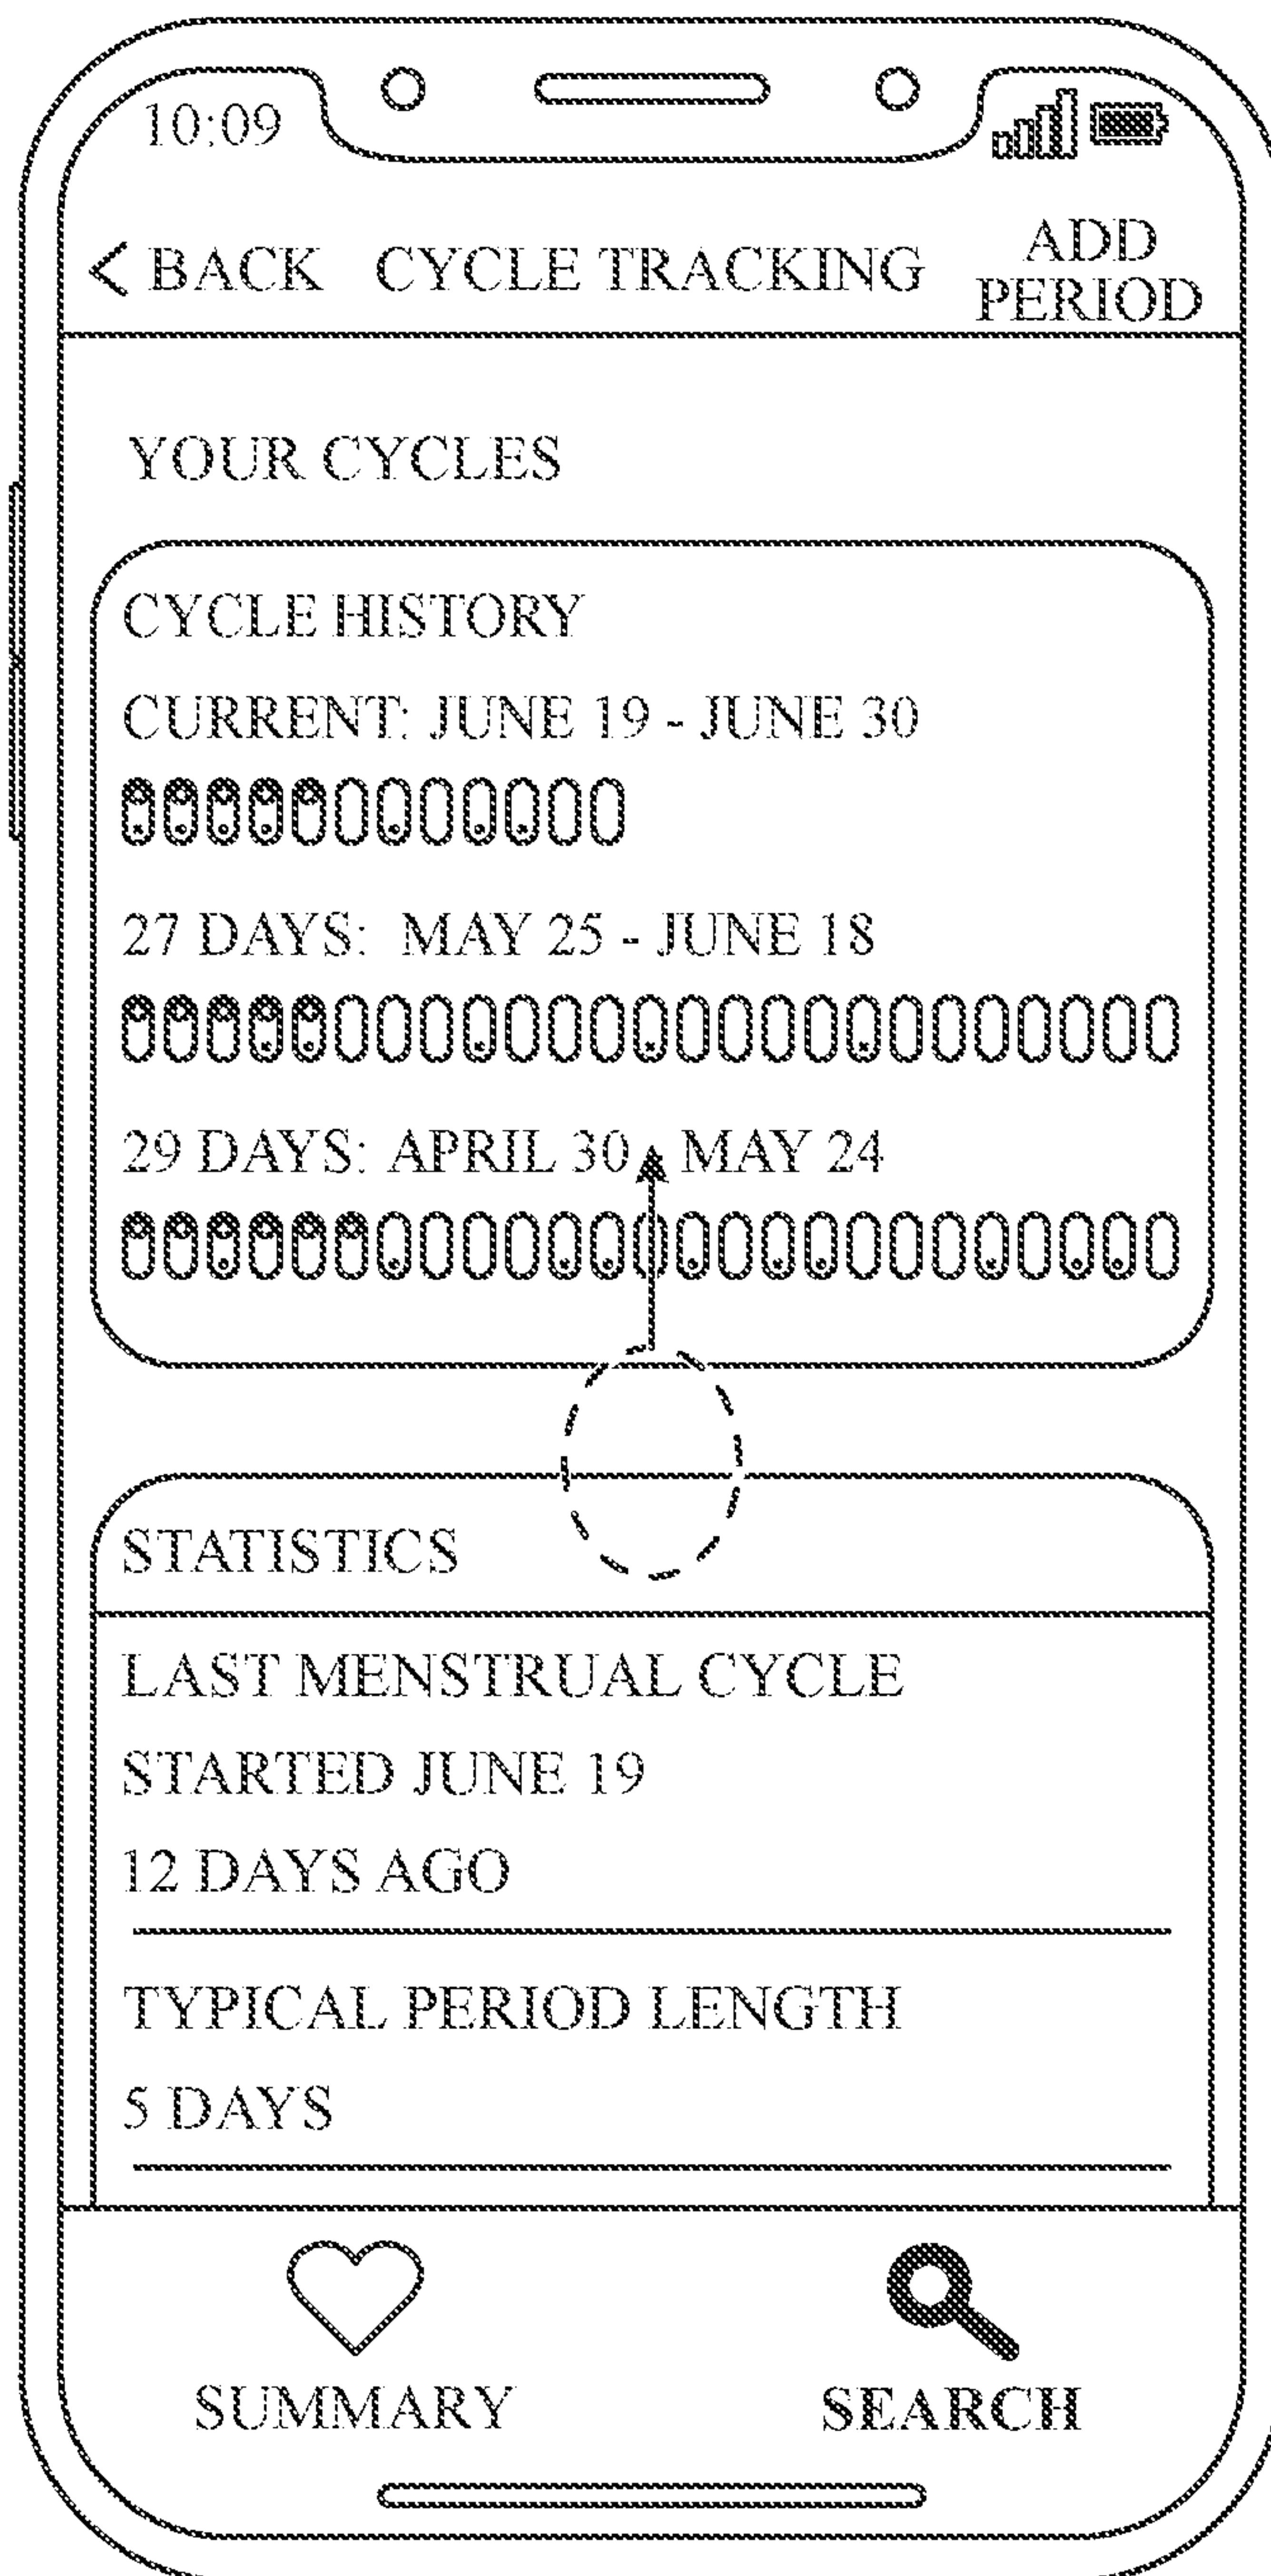 10:09
< BACK CYCLE TRACKING ADD PERIOD
YOUR CYCLES
CYCLE HISTORY
CURRENT: JUNE 19 - JUNE 30
27 DAYS: MAY 25 - JUNE 18
29 DAYS: APRIL 30 MAY 24
STATISTICS
LAST MENSTRUAL CYCLE
STARTED JUNE 19
12 DAYS AGO
TYPICAL PERIOD LENGTH
5 DAYS
SUMMARY SEARCH